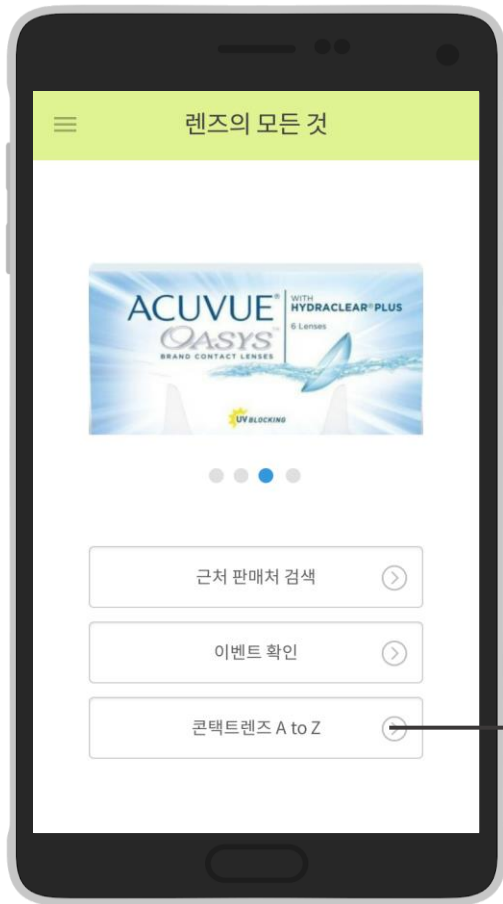 렌즈의 모든 것
ACUVUE®
OASYS™
BRAND CONTACT LENSES
WITH
HYDRACLEAR® PLUS
6 Lenses
UV BLOCKING
근처 판매처 검색
이벤트 확인
콘택트렌즈 A to Z